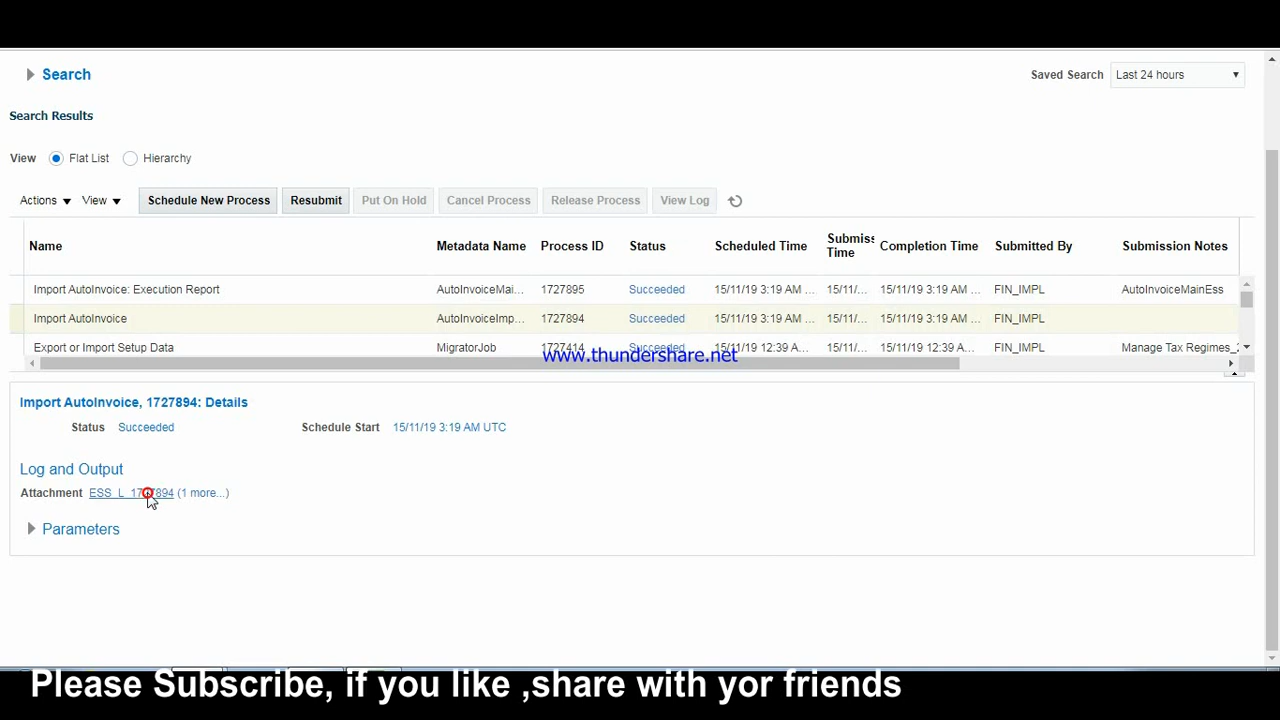 Search
Saved Search Last 24 hours
Search Results
View Flat List Hierarchy
Actions View Schedule New Process Resubmit Put On Hold Cancel Process Release Process View Log
Name Metadata Name Process ID Status Scheduled Time Submiss Time Completion Time Submitted By Submission Notes
Import AutoInvoice: Execution Report AutoInvoiceMai... 1727895 Succeeded 15/11/19 3:19 AM ... 15/11/... 15/11/19 3:19 AM ... FIN_IMPL AutoInvoiceMainEss
Import AutoInvoice AutoInvoiceImp... 1727894 Succeeded 15/11/19 3:19 AM ... 15/11/... 15/11/19 3:19 AM ... FIN_IMPL
Export or Import Setup Data MigratorJob 1727414 Succeeded 15/11/19 12:39 A... 15/11/... 15/11/19 12:39 A... FIN_IMPL Manage Tax Regimes_2
www.thundershare.net
Import AutoInvoice, 1727894: Details
Status Succeeded Schedule Start 15/11/19 3:19 AM UTC
Log and Output
Attachment ESS_L_1727894 (1 more...)
Parameters
Please Subscribe, if you like ,share with yor friends